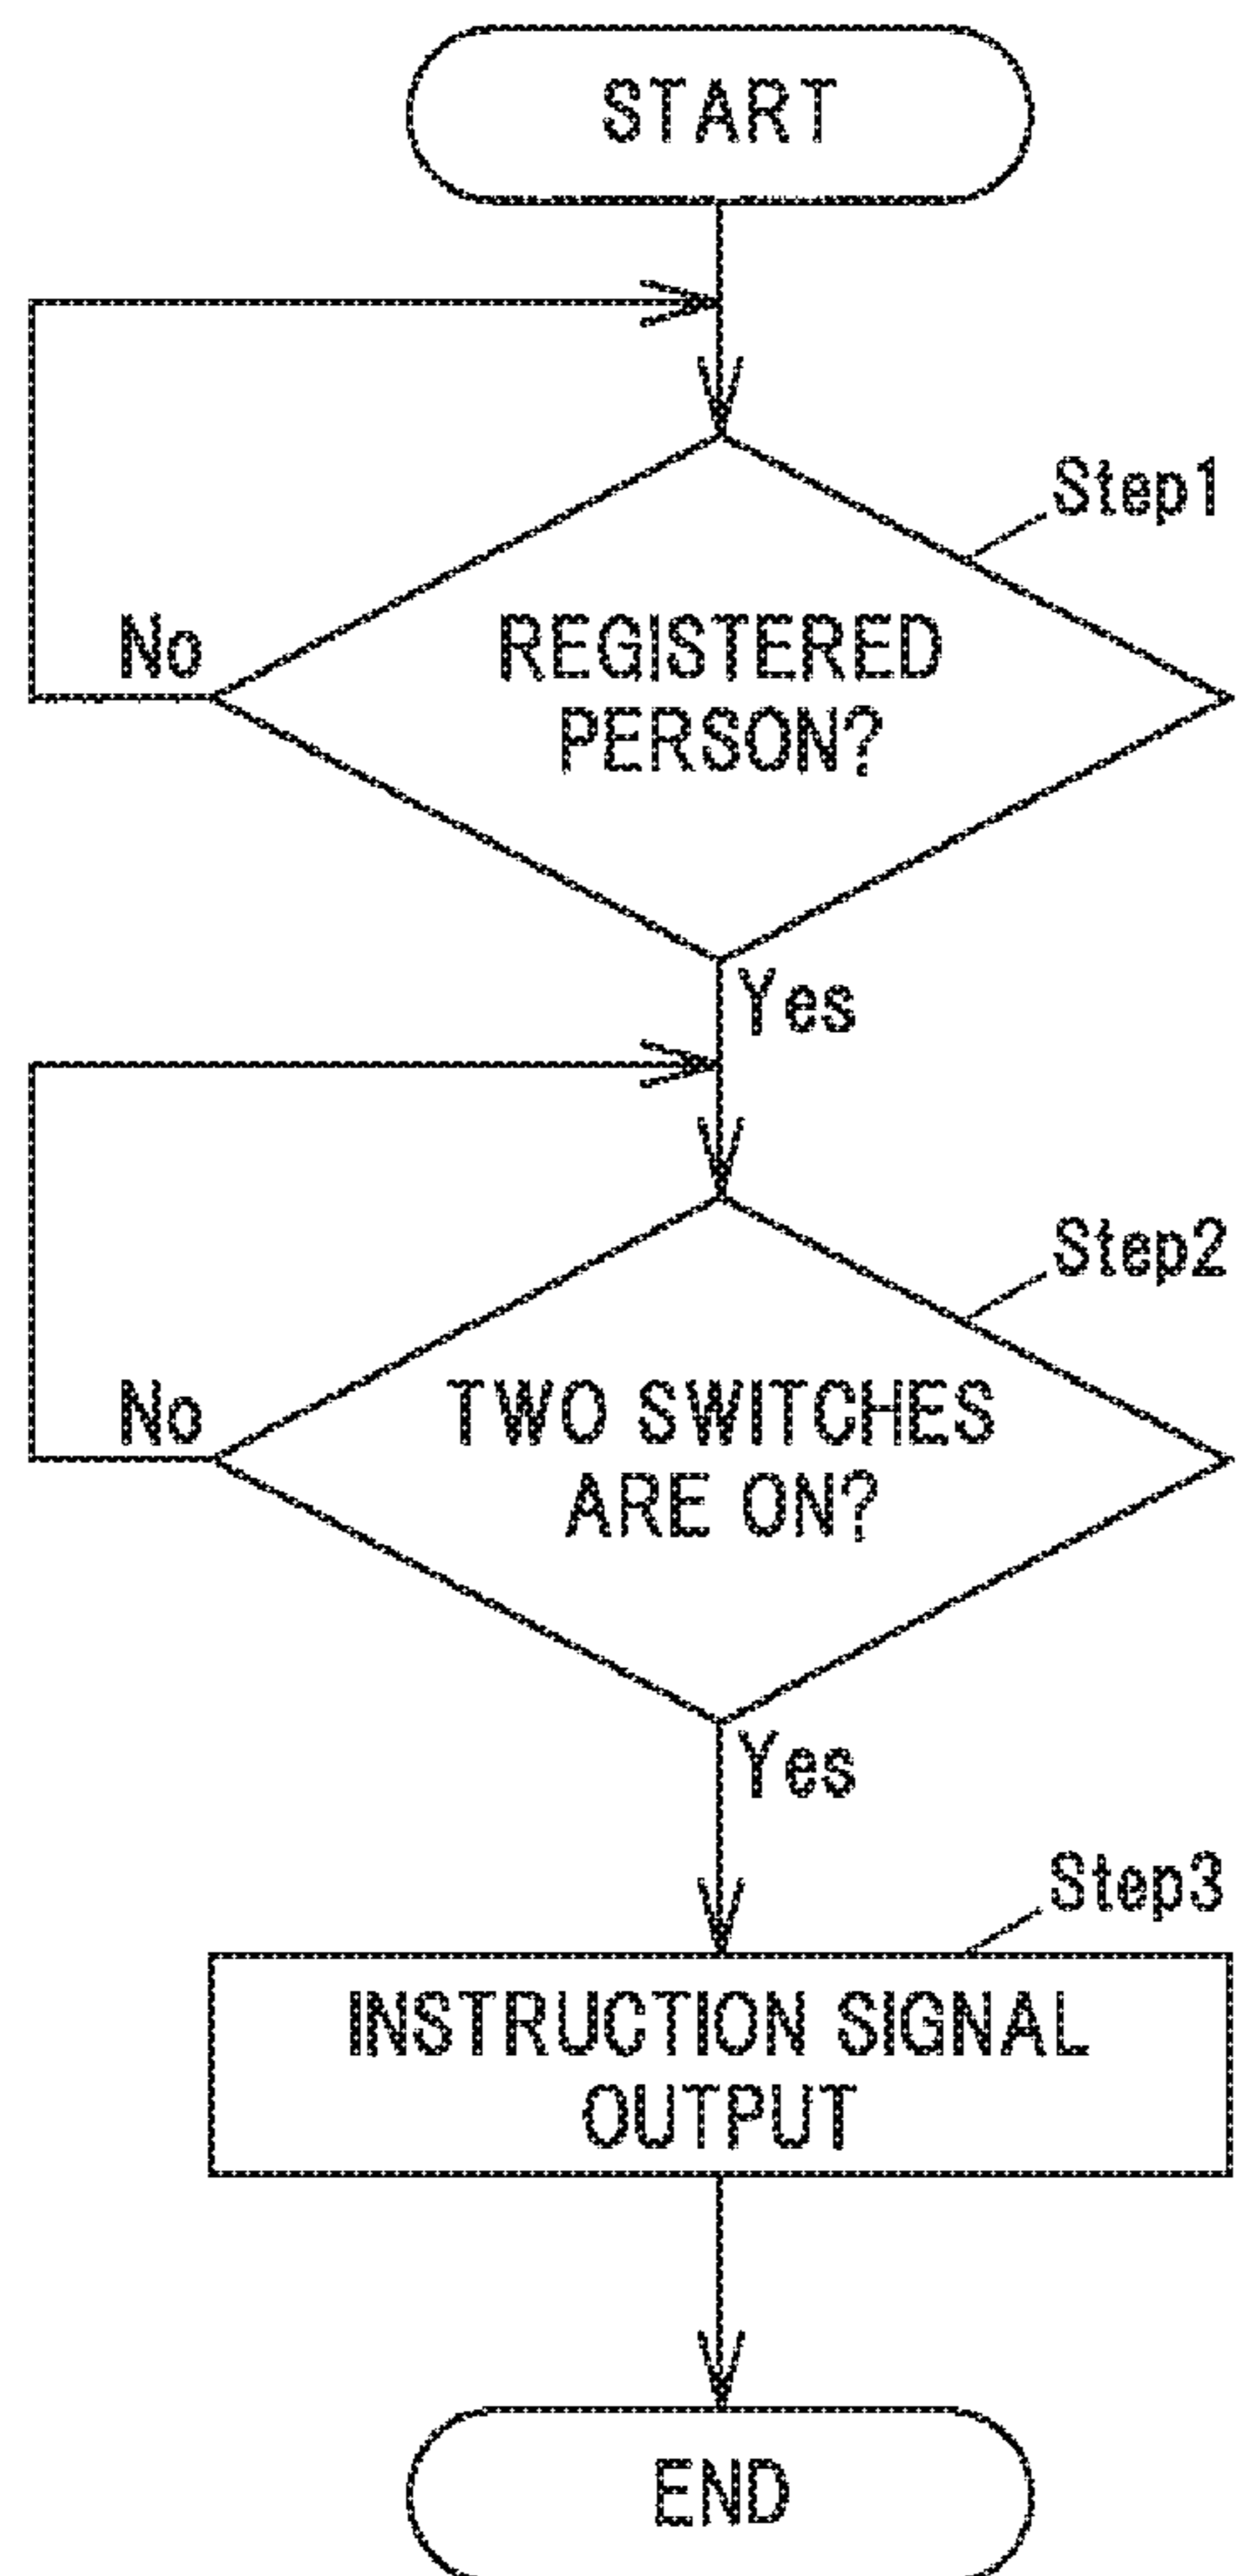 START
Step1
No
REGISTERED
PERSON?
Yes
Step2
No
TWO SWITCHES
ARE ON?
Yes
Step3
INSTRUCTION SIGNAL
OUTPUT
END